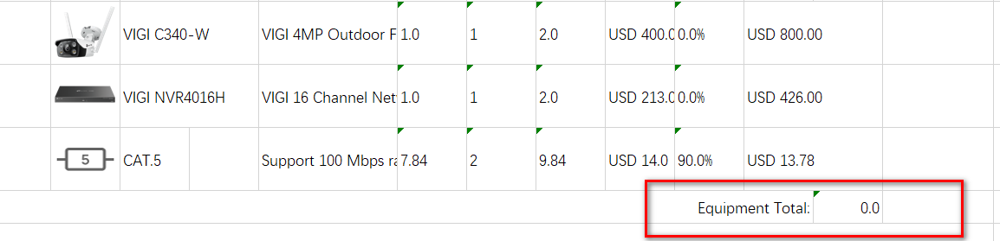 VIGI C340-W VIGI 4MP Outdoor F 1.0 1 2.0 USD 400.0 0.0% USD 800.00
VIGI NVR4016H VIGI 16 Channel Net 1.0 1 2.0 USD 213.0 0.0% USD 426.00
5 CAT.5 Support 100 Mbps ra 7.84 2 9.84 USD 14.0 90.0% USD 13.78
Equipment Total: 0.0